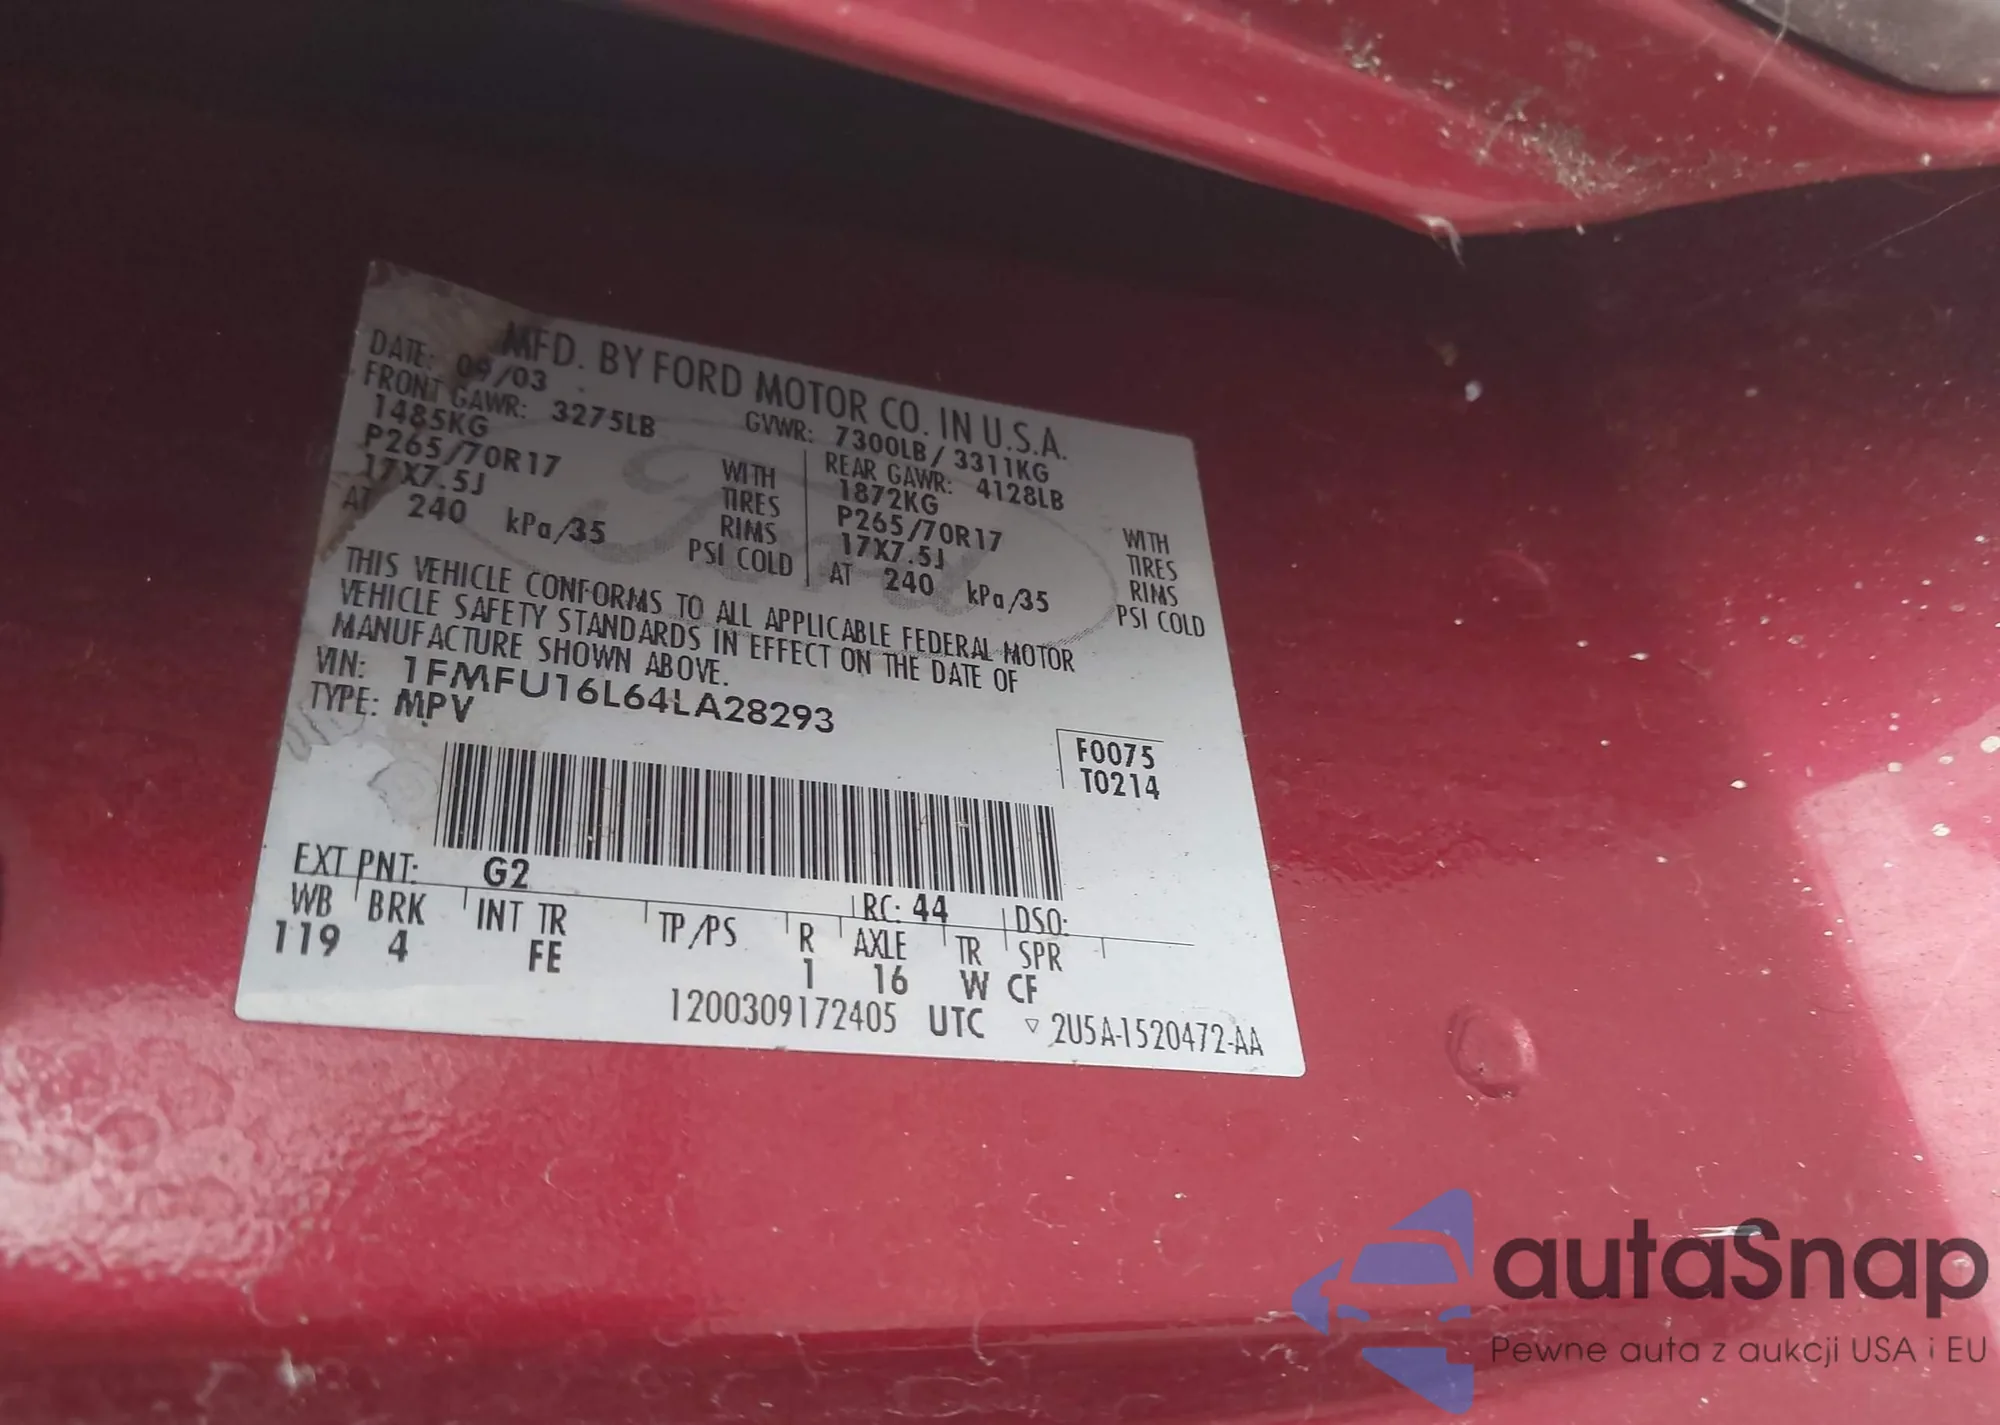 MFD. BY FORD MOTOR CO. IN U.S.A.
DATE: 09/03 GVWR: 7300LB / 3311KG
FRONT GAWR: 3275LB REAR GAWR: 4128LB
1485KG WITH 1872KG WITH
P265/70R17 TIRES P265/70R17 TIRES
17X7.5J RIMS 17X7.5J RIMS
AT 240 kPa/35 PSI COLD AT 240 kPa/35 PSI COLD
THIS VEHICLE CONFORMS TO ALL APPLICABLE FEDERAL MOTOR
VEHICLE SAFETY STANDARDS IN EFFECT ON THE DATE OF
MANUFACTURE SHOWN ABOVE.
VIN: 1FMFU16L64LA28293
TYPE: MPV
F0075
T0214
EXT PNT: G2 RC: 44 DSO:
WB BRK INT TR TP/PS R AXLE TR SPR
119 4 FE 1 16 W CF
1200309172405 UTC ▽ 2U5A-1520472-AA
Ford
autaSnap
Pewne auta z aukcji USA i EU